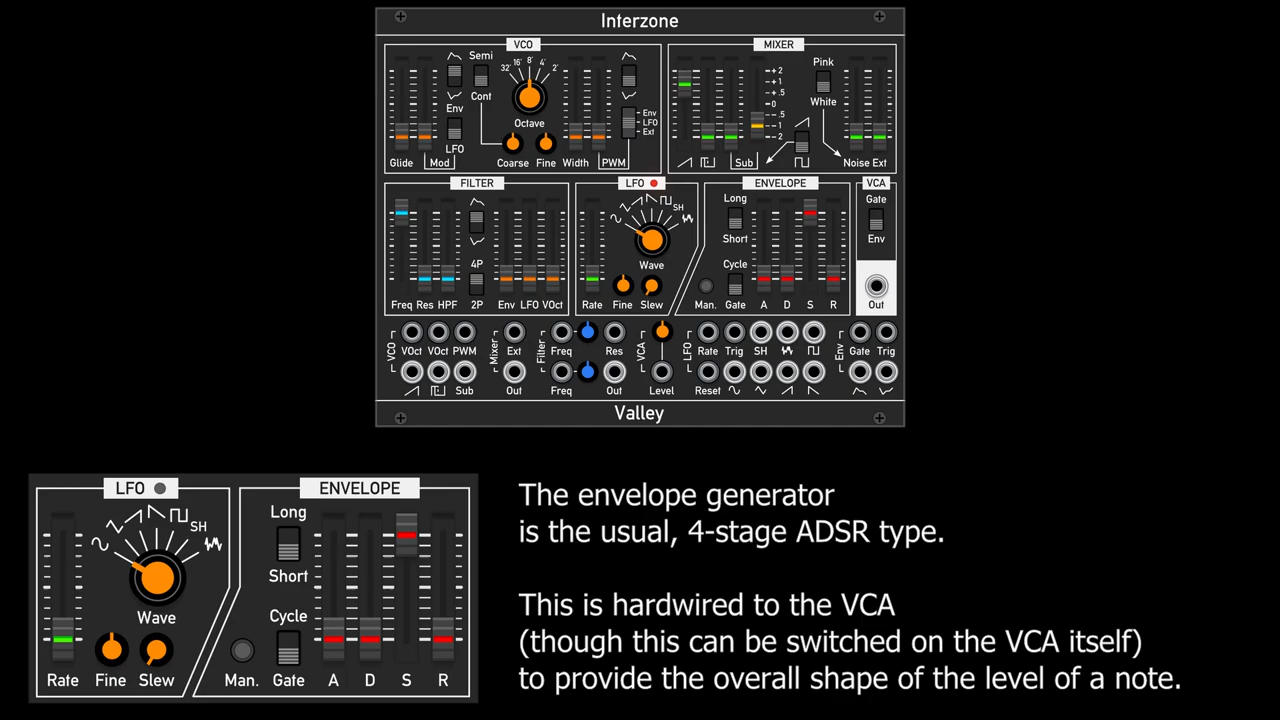 Interzone
VCO
MIXER
Semi
Cont
Env
LFO
32' 16' 8' 4' 2'
Octave
Coarse Fine
Env
LFO
Ext
Glide Mod Width PWM
+2
+1
+.5
0
-.5
-1
-2
Sub
Pink
White
Noise Ext
FILTER
LFO
ENVELOPE
VCA
4P
2P
Freq Res HPF Env LFO VOct
SH
Wave
Rate Fine Slew
Long
Short
Cycle
Man. Gate A D S R
Gate
Env
Out
VCO
VOct VOct PWM
Sub
Mixer
Ext
Out
Filter
Freq Res
Freq Out
VCA
Level
LFO
Rate Trig SH
Reset
Env
Gate Trig
Valley
LFO
SH
Wave
Rate Fine Slew
ENVELOPE
Long
Short
Cycle
Man. Gate A D S R
The envelope generator
is the usual, 4-stage ADSR type.
This is hardwired to the VCA
(though this can be switched on the VCA itself)
to provide the overall shape of the level of a note.